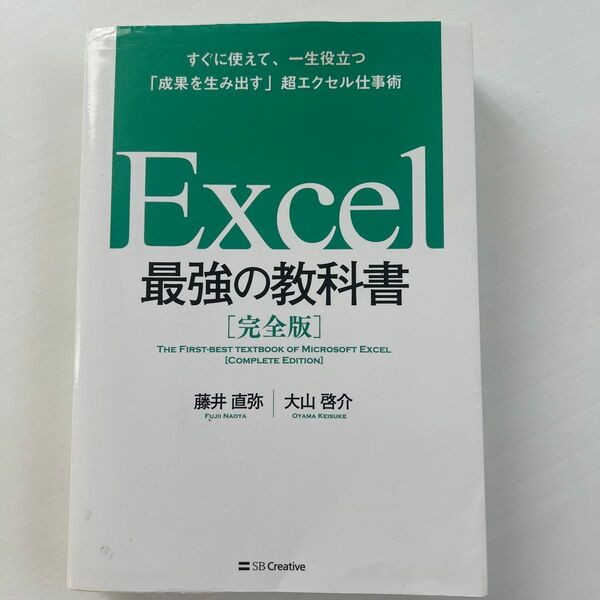 すぐに使えて、一生役立つ
「成果を生み出す」超エクセル仕事術
Excel
最強の教科書
［完全版］
THE FIRST-BEST TEXTBOOK OF MICROSOFT EXCEL
[COMPLETE EDITION]
藤井 直弥 大山 啓介
FUJII NAOYA OYAMA KEISUKE
SB Creative